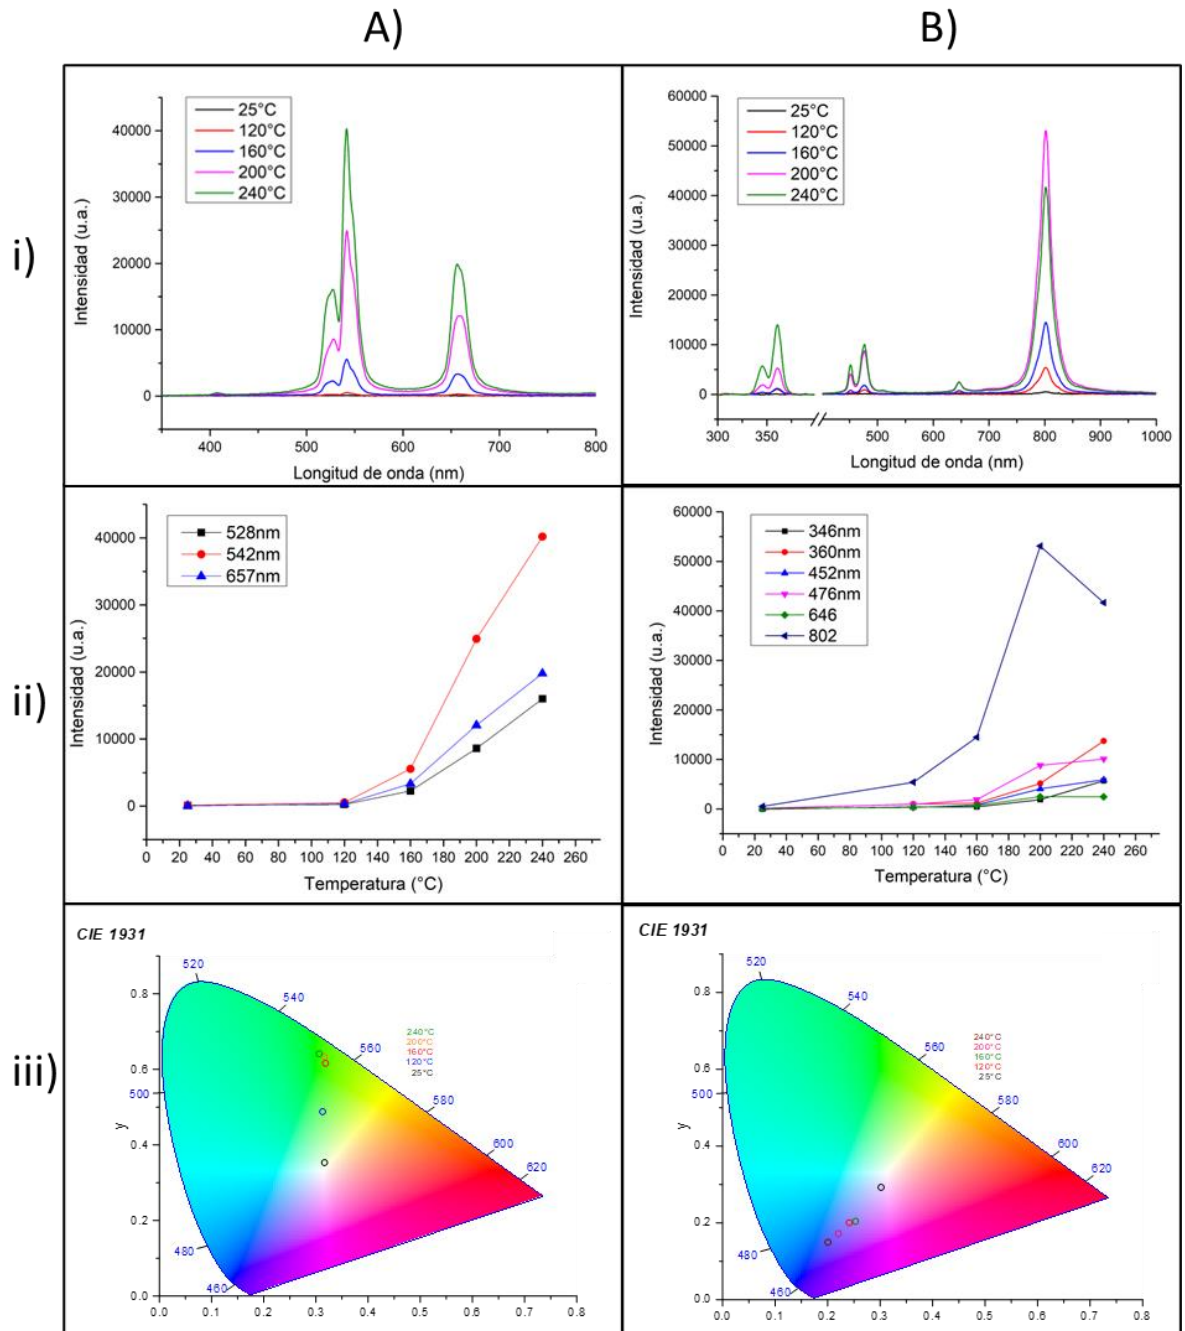 A)
B)
i)
25°C
120°C
160°C
200°C
240°C
Intensidad (u.a.)
40000
30000
20000
10000
0
400 500 600 700 800
Longitud de onda (nm)
25°C
120°C
160°C
200°C
240°C
Intensidad (u.a.)
60000
50000
40000
30000
20000
10000
0
300 350 500 600 700 800 900 1000
Longitud de onda (nm)
ii)
528nm
542nm
657nm
Intensidad (u.a.)
40000
30000
20000
10000
0
0 20 40 60 80 100 120 140 160 180 200 220 240 260
Temperatura (°C)
346nm
360nm
452nm
476nm
646
802
Intensidad (u.a.)
60000
50000
40000
30000
20000
10000
0
0 20 40 60 80 100 120 140 160 180 200 220 240 260
Temperatura (°C)
iii)
CIE 1931
520
540
560
580
600
620
500
480
460
240°C
200°C
160°C
120°C
25°C
y
0.8
0.6
0.4
0.2
0.0
0.0 0.1 0.2 0.3 0.4 0.5 0.6 0.7 0.8
CIE 1931
520
540
560
580
600
620
500
480
460
240°C
200°C
160°C
120°C
25°C
y
0.8
0.6
0.4
0.2
0.0
0.0 0.1 0.2 0.3 0.4 0.5 0.6 0.7 0.8